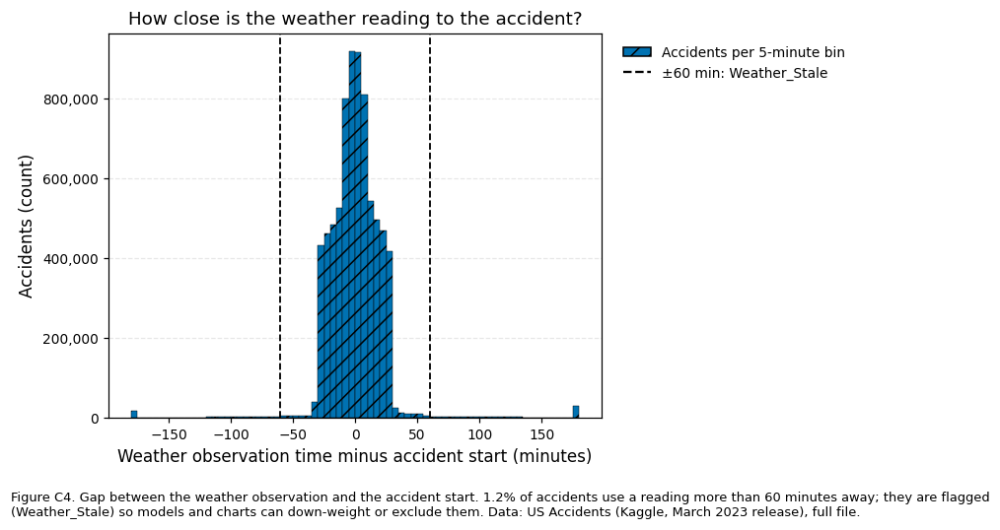 How close is the weather reading to the accident?
Accidents per 5-minute bin
±60 min: Weather_Stale
Accidents (count)
800,000
600,000
400,000
200,000
0
−150
−100
−50
0
50
100
150
Weather observation time minus accident start (minutes)
Figure C4. Gap between the weather observation and the accident start. 1.2% of accidents use a reading more than 60 minutes away; they are flagged
(Weather_Stale) so models and charts can down-weight or exclude them. Data: US Accidents (Kaggle, March 2023 release), full file.